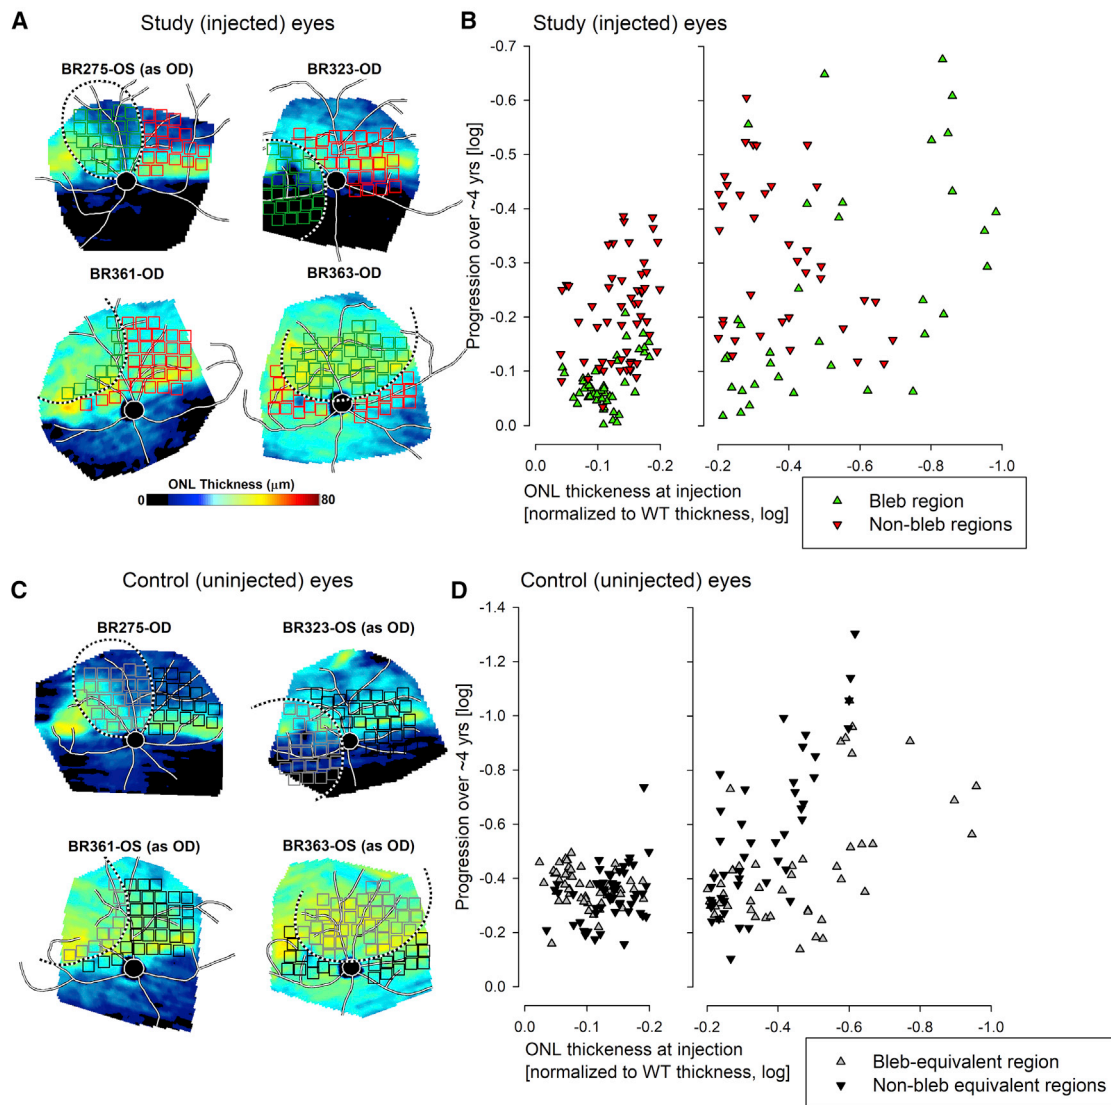 A
Study (injected) eyes
BR275-OS (as OD)
BR323-OD
BR361-OD
BR363-OD
ONL Thickness (µm)
0
80
B
Study (injected) eyes
Progression over ~4 yrs [log]
-0.7
-0.6
-0.5
-0.4
-0.3
-0.2
-0.1
0.0
0.0
-0.1
-0.2
-0.2
-0.4
-0.6
-0.8
-1.0
ONL thickeness at injection
[normalized to WT thickness, log]
Bleb region
Non-bleb regions
C
Control (uninjected) eyes
BR275-OD
BR323-OS (as OD)
BR361-OS (as OD)
BR363-OS (as OD)
D
Control (uninjected) eyes
Progression over ~4 yrs [log]
-1.4
-1.2
-1.0
-0.8
-0.6
-0.4
-0.2
0.0
0.0
-0.1
-0.2
-0.2
-0.4
-0.6
-0.8
-1.0
ONL thickeness at injection
[normalized to WT thickness, log]
Bleb-equivalent region
Non-bleb equivalent regions